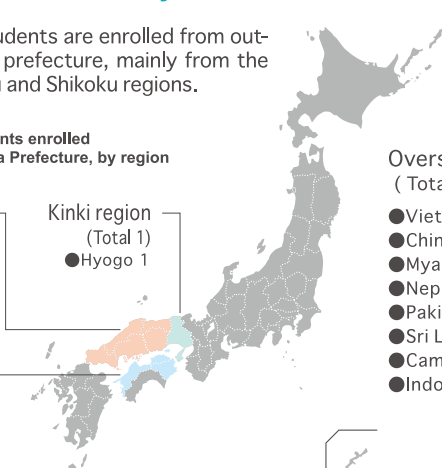 udents are enrolled from out-
prefecture, mainly from the
and Shikoku regions.
nts enrolled
a Prefecture, by region
Kinki region
(Total 1)
●Hyogo 1
Overs
( Tota
●Viet
●Chin
●Mya
●Nep
●Paki
●Sri L
●Cam
●Indo